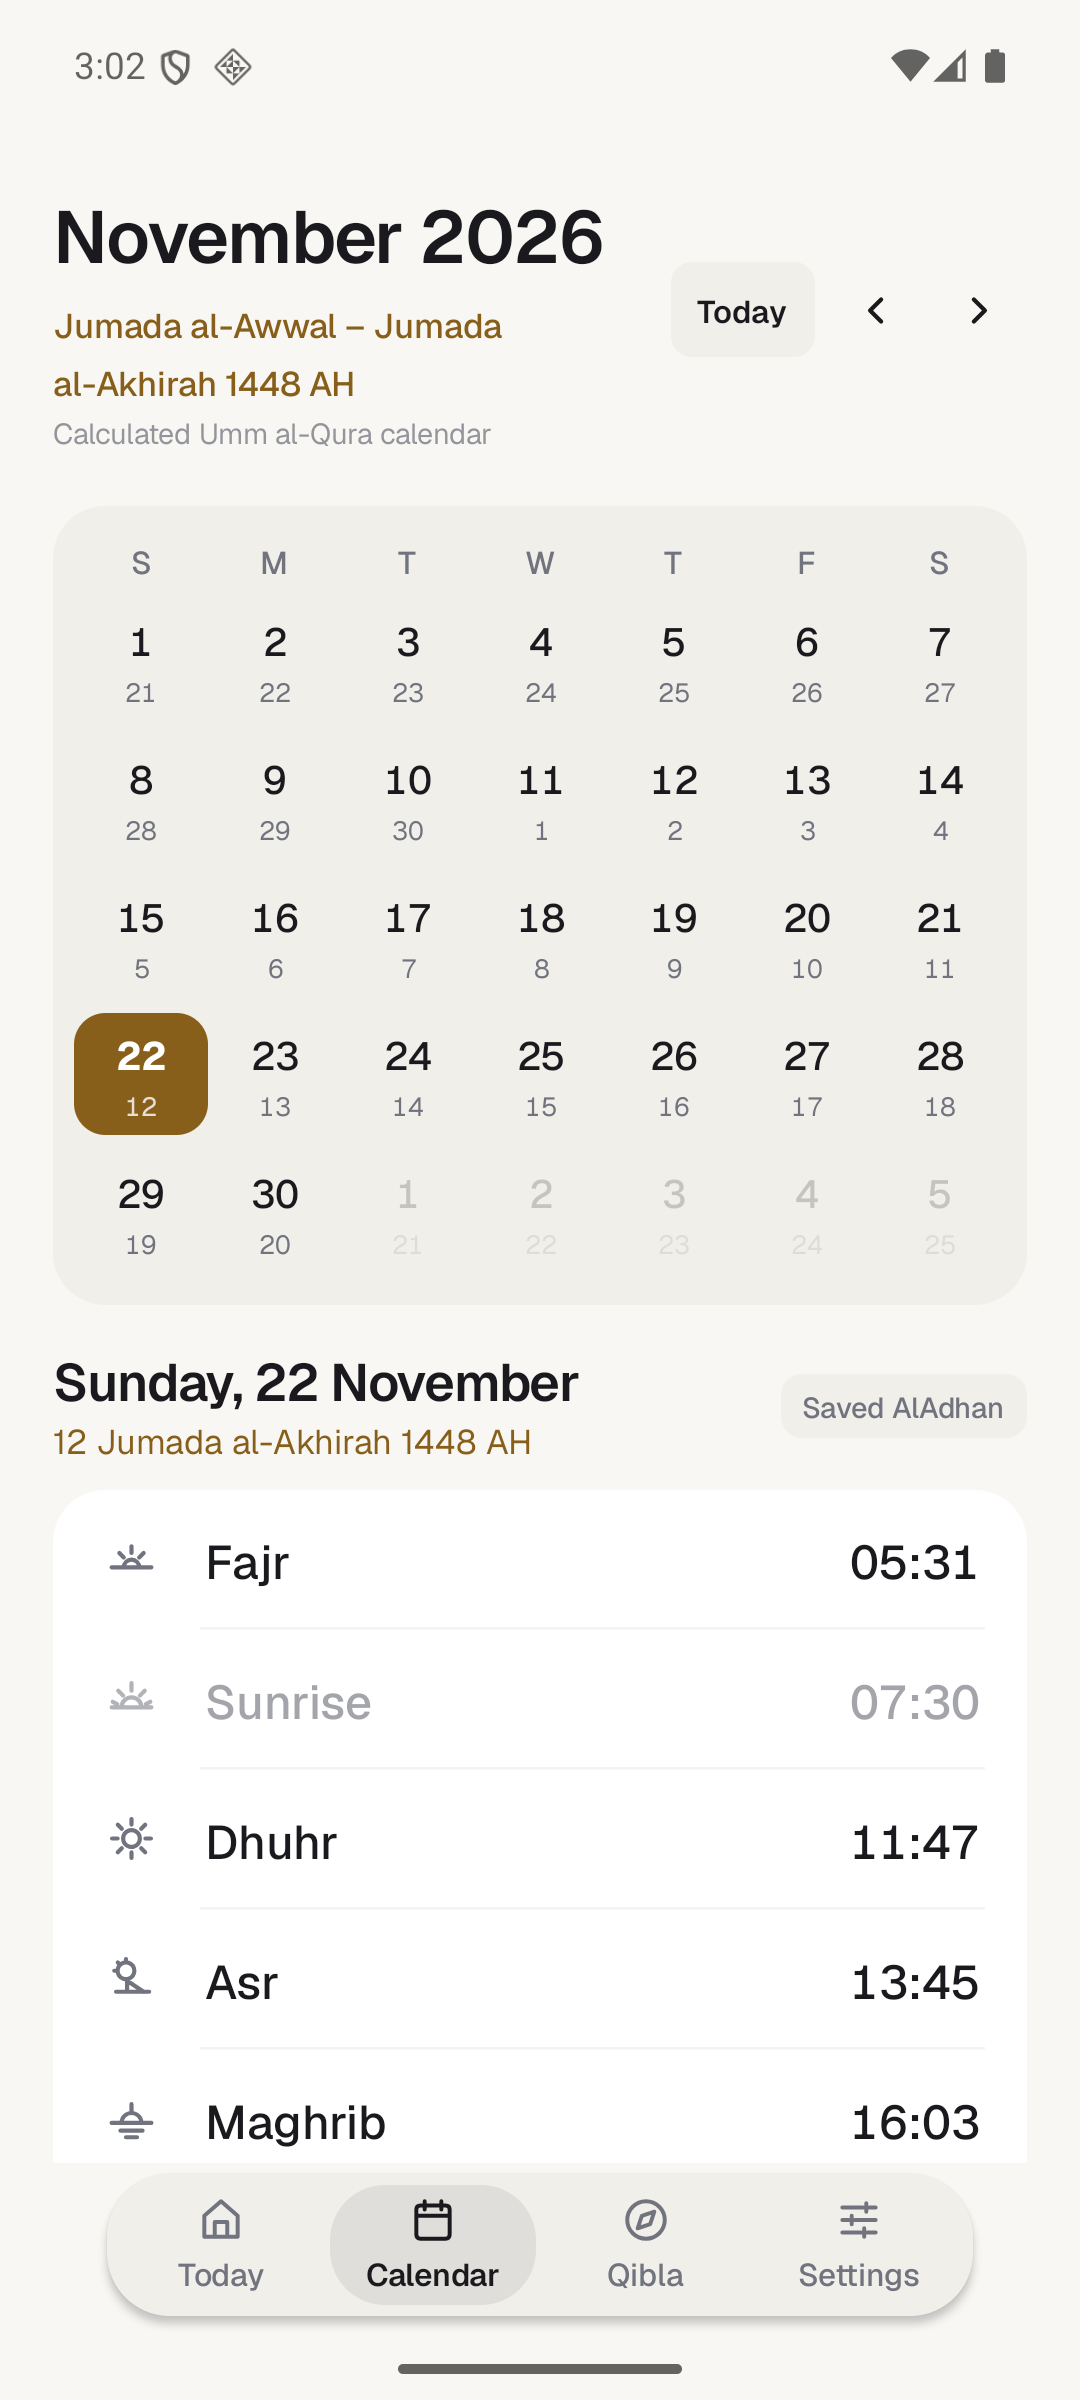 3:02
November 2026
Jumada al-Awwal – Jumada
al-Akhirah 1448 AH
Calculated Umm al-Qura calendar
Today
S M T W T F S
1 2 3 4 5 6 7
21 22 23 24 25 26 27
8 9 10 11 12 13 14
28 29 30 1 2 3 4
15 16 17 18 19 20 21
5 6 7 8 9 10 11
22 23 24 25 26 27 28
12 13 14 15 16 17 18
29 30 1 2 3 4 5
19 20 21 22 23 24 25
Sunday, 22 November
12 Jumada al-Akhirah 1448 AH
Saved AlAdhan
Fajr 05:31
Sunrise 07:30
Dhuhr 11:47
Asr 13:45
Maghrib 16:03
Today Calendar Qibla Settings